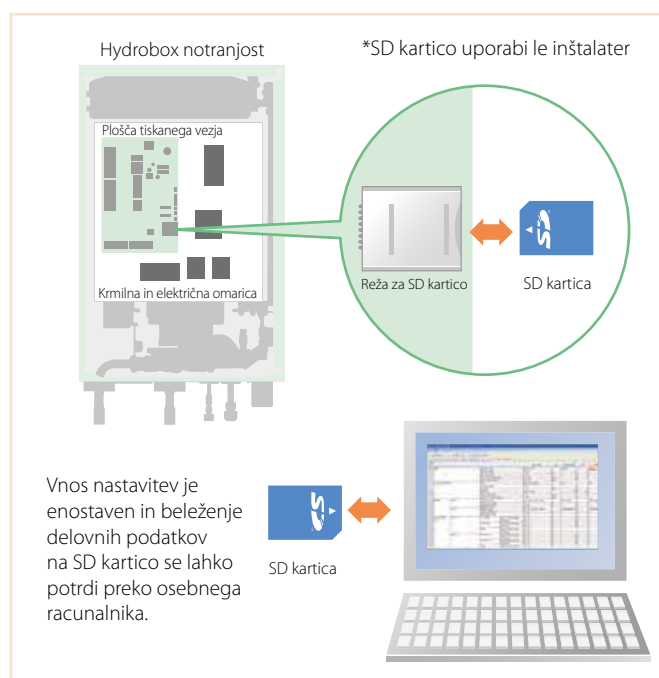 Hydrobox notranjost
*SD kartico uporabi le inštalater
Plošča tiskanega vezja
Krmilna in električna omarica
Reža za SD kartico
SD kartica
Vnos nastavitev je
enostaven in beleženje
delovnih podatkov
na SD kartico se lahko
potrdi preko osebnega
racunalnika.
SD kartica